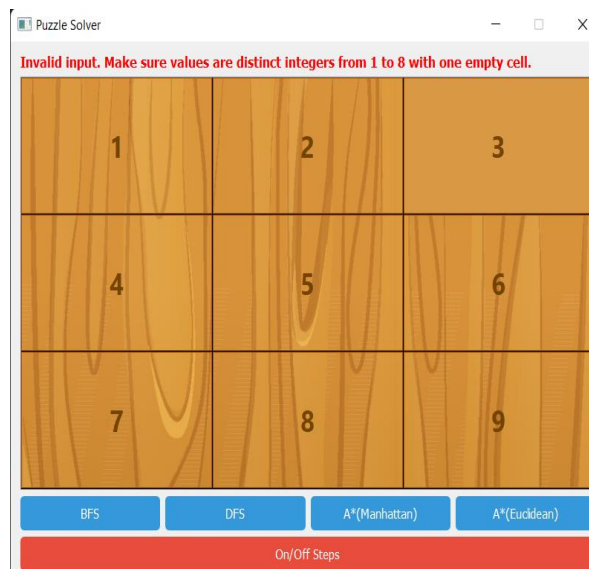 Puzzle Solver
Invalid input. Make sure values are distinct integers from 1 to 8 with one empty cell.
1 2 3
4 5 6
7 8 9
BFS DFS A*(Manhattan) A*(Euclidean)
On/Off Steps